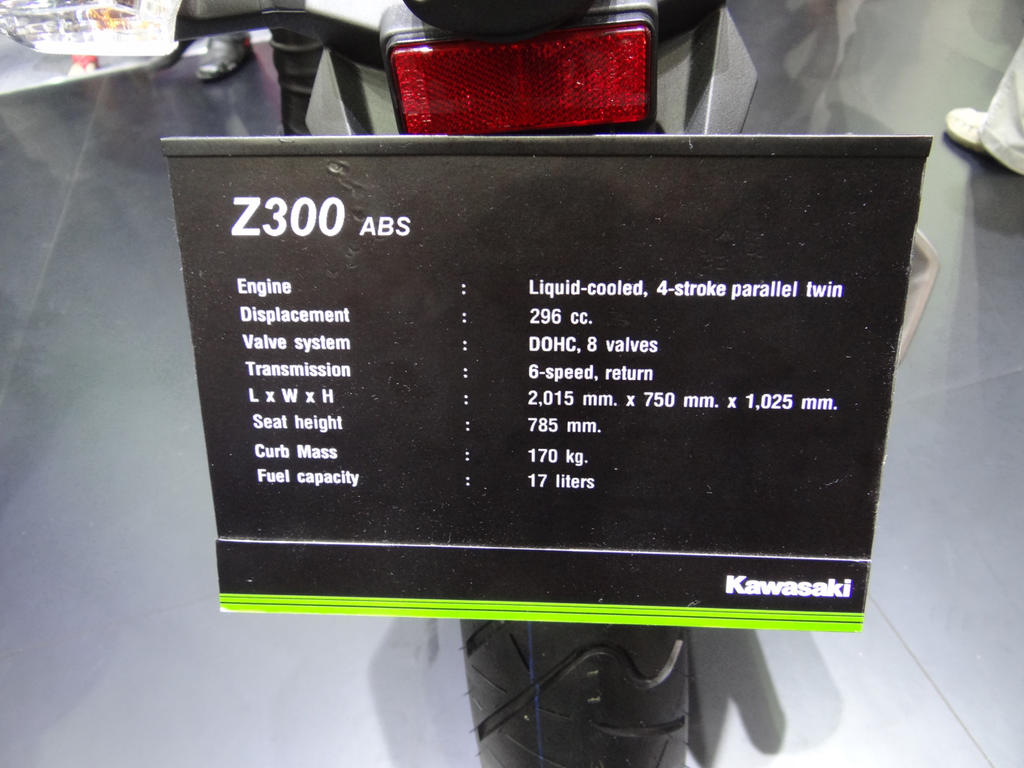 Z300 ABS
Engine : Liquid-cooled, 4-stroke parallel twin
Displacement : 296 cc.
Valve system : DOHC, 8 valves
Transmission : 6-speed, return
L x W x H : 2,015 mm. x 750 mm. x 1,025 mm.
Seat height : 785 mm.
Curb Mass : 170 kg.
Fuel capacity : 17 liters
Kawasaki